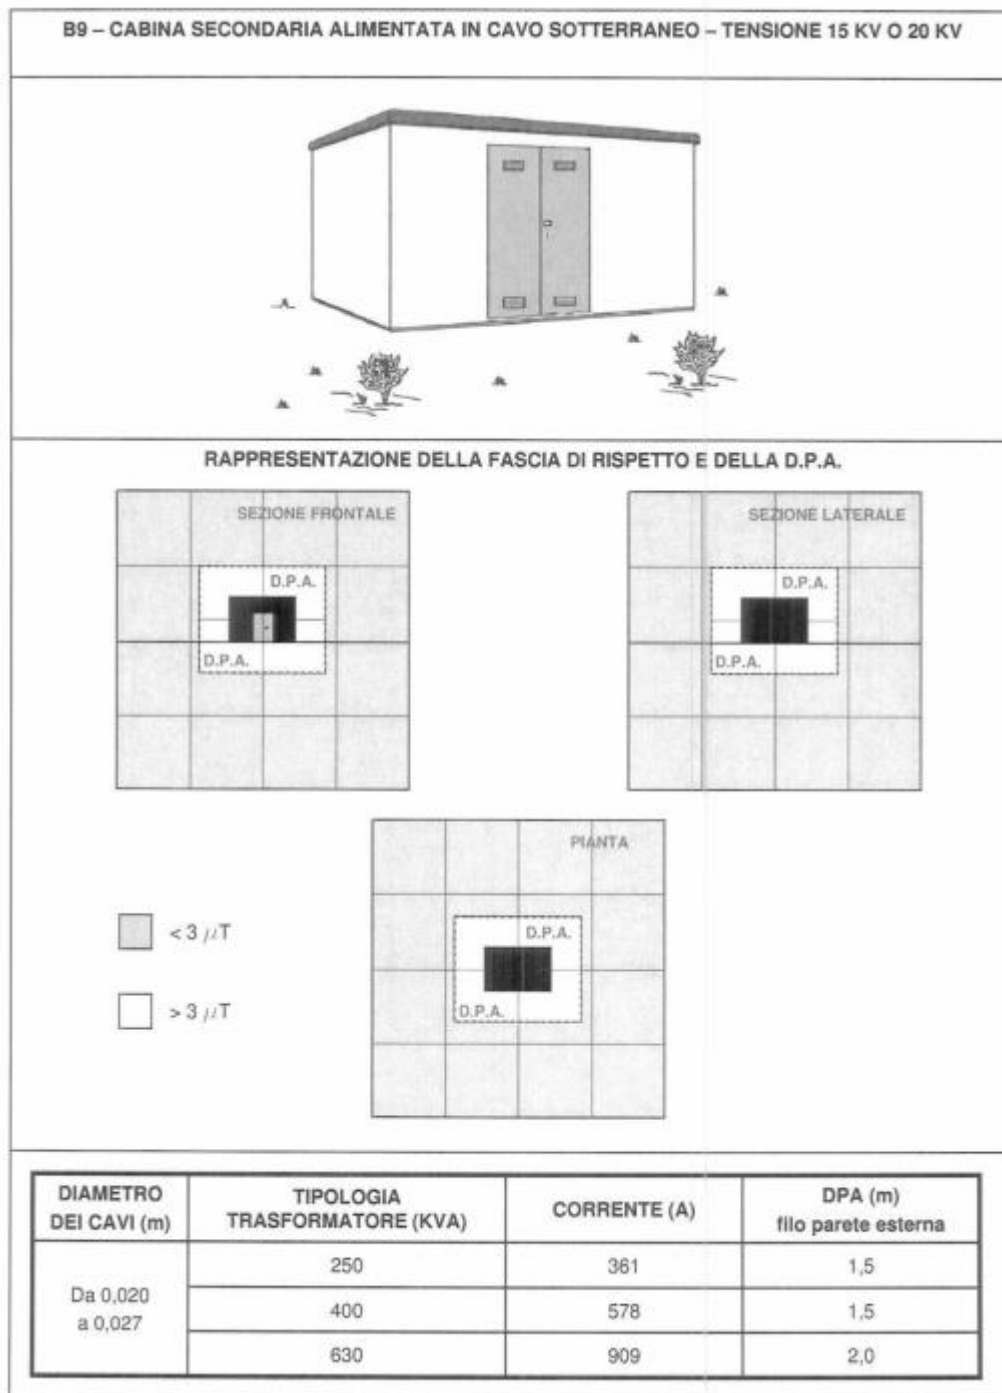 B9 – CABINA SECONDARIA ALIMENTATA IN CAVO SOTTERRANEO – TENSIONE 15 KV O 20 KV
RAPPRESENTAZIONE DELLA FASCIA DI RISPETTO E DELLA D.P.A.
SEZIONE FRONTALE
D.P.A.
D.P.A.
SEZIONE LATERALE
D.P.A.
D.P.A.
PIANTA
D.P.A.
D.P.A.
< 3 µT
> 3 µT
DIAMETRO
DEI CAVI (m)
TIPOLOGIA
TRASFORMATORE (KVA)
CORRENTE (A)
DPA (m)
filo parete esterna
Da 0,020
a 0,027
250
361
1,5
400
578
1,5
630
909
2,0